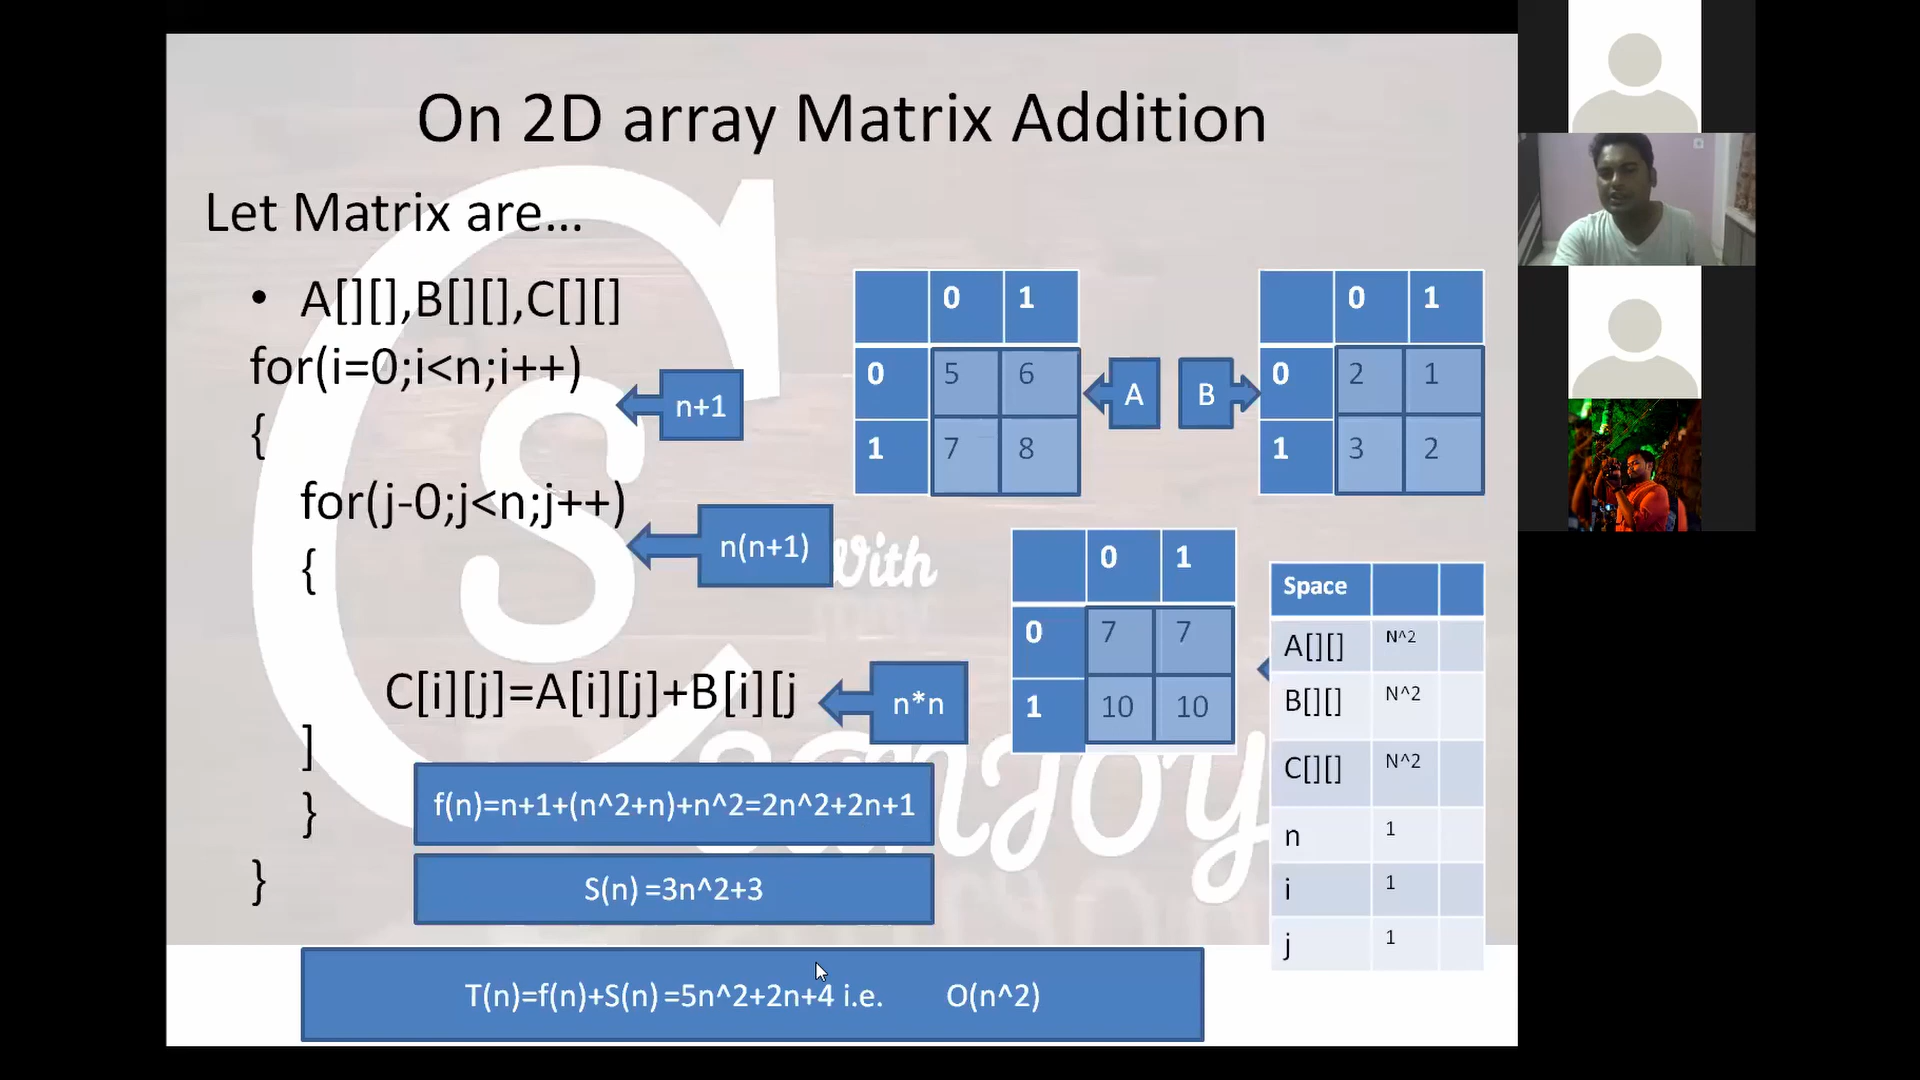 On 2D array Matrix Addition
Let Matrix are...
• A[][],B[][],C[][]
for(i=0;i<n;i++)
n+1
{
for(j-0;j<n;j++)
n(n+1)
{
C[i][j]=A[i][j]+B[i][j
n*n
]
}
}
0 1
0 5 6
1 7 8
A
B
0 1
0 2 1
1 3 2
0 1
0 7 7
1 10 10
Space
A[][] N^2
B[][] N^2
C[][] N^2
n 1
i 1
j 1
f(n)=n+1+(n^2+n)+n^2=2n^2+2n+1
S(n) =3n^2+3
T(n)=f(n)+S(n) =5n^2+2n+4 i.e. O(n^2)
CS
With
Sanjoy